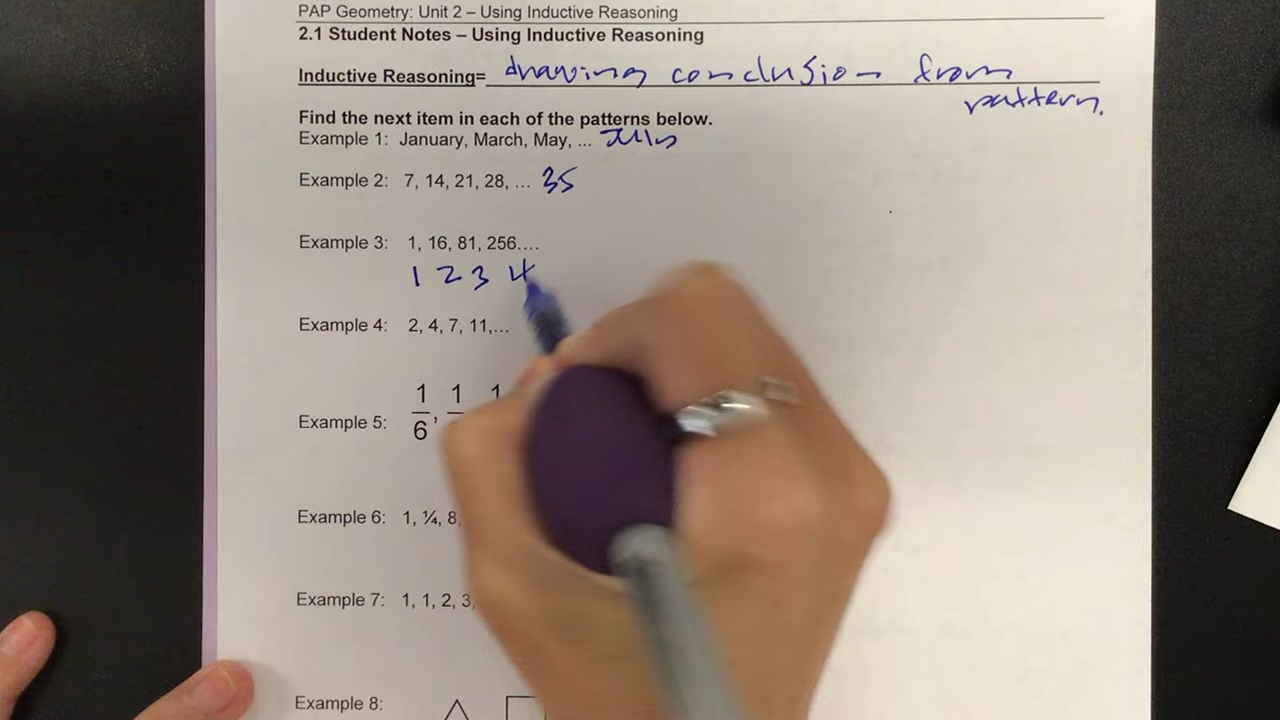 PAP Geometry: Unit 2 – Using Inductive Reasoning
2.1 Student Notes – Using Inductive Reasoning
Inductive Reasoning= drawing conclusion from
pattern.
Find the next item in each of the patterns below.
Example 1: January, March, May, ... July
Example 2: 7, 14, 21, 28, ... 35
Example 3: 1, 16, 81, 256....
1 2 3 4
Example 4: 2, 4, 7, 11,...
Example 5: 1/6, 1
Example 6: 1, ¼, 8,
Example 7: 1, 1, 2, 3,
Example 8: